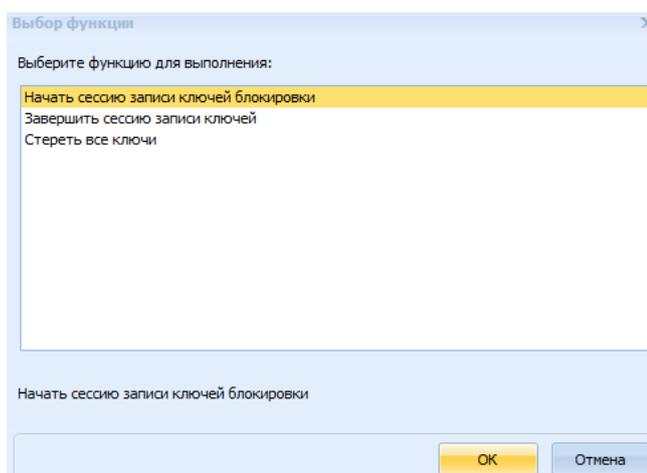 Выбор функции
Выберите функцию для выполнения:
Начать сессию записи ключей блокировки
Завершить сессию записи ключей
Стереть все ключи
Начать сессию записи ключей блокировки
ОК
Отмена